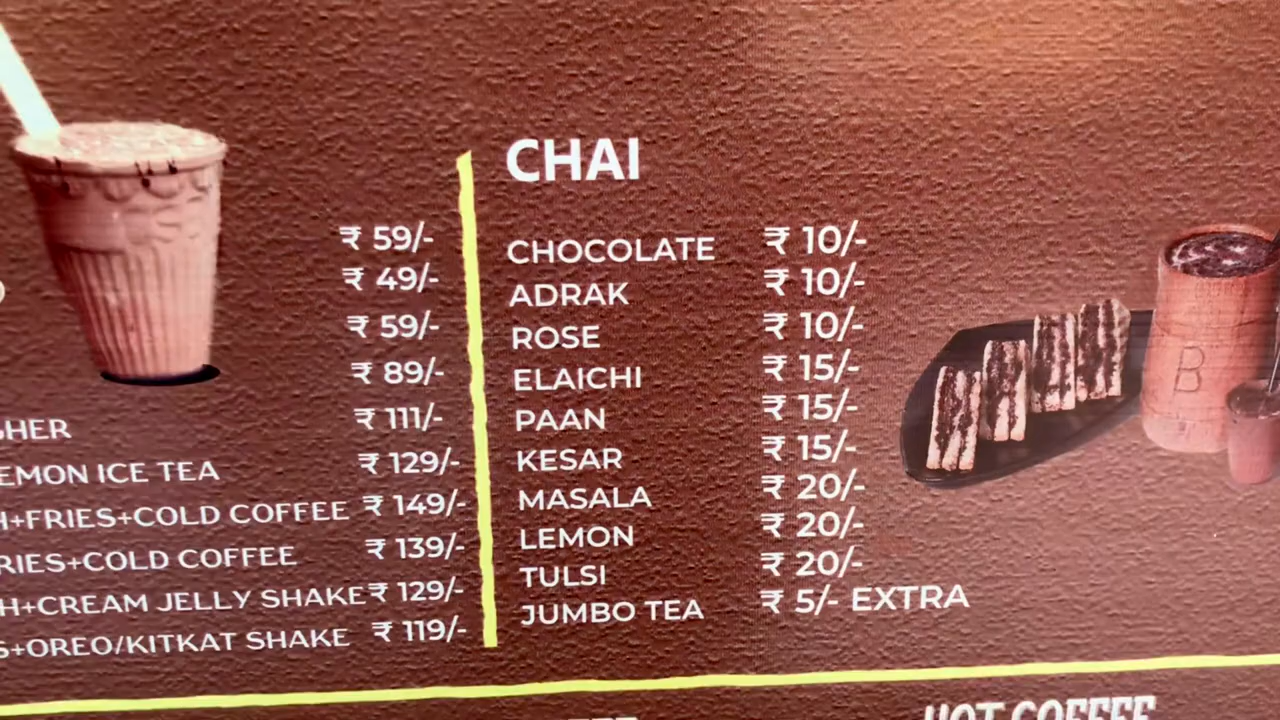 ₹ 59/-
₹ 49/-
₹ 59/-
₹ 89/-
₹ 111/-
LEMON ICE TEA ₹ 129/-
+FRIES+COLD COFFEE ₹ 149/-
FRIES+COLD COFFEE ₹ 139/-
+CREAM JELLY SHAKE ₹ 129/-
+OREO/KITKAT SHAKE ₹ 119/-
CHAI
CHOCOLATE ₹ 10/-
ADRAK ₹ 10/-
ROSE ₹ 10/-
ELAICHI ₹ 15/-
PAAN ₹ 15/-
KESAR ₹ 15/-
MASALA ₹ 20/-
LEMON ₹ 20/-
TULSI ₹ 20/-
JUMBO TEA ₹ 5/- EXTRA
B
HOT COFFEE